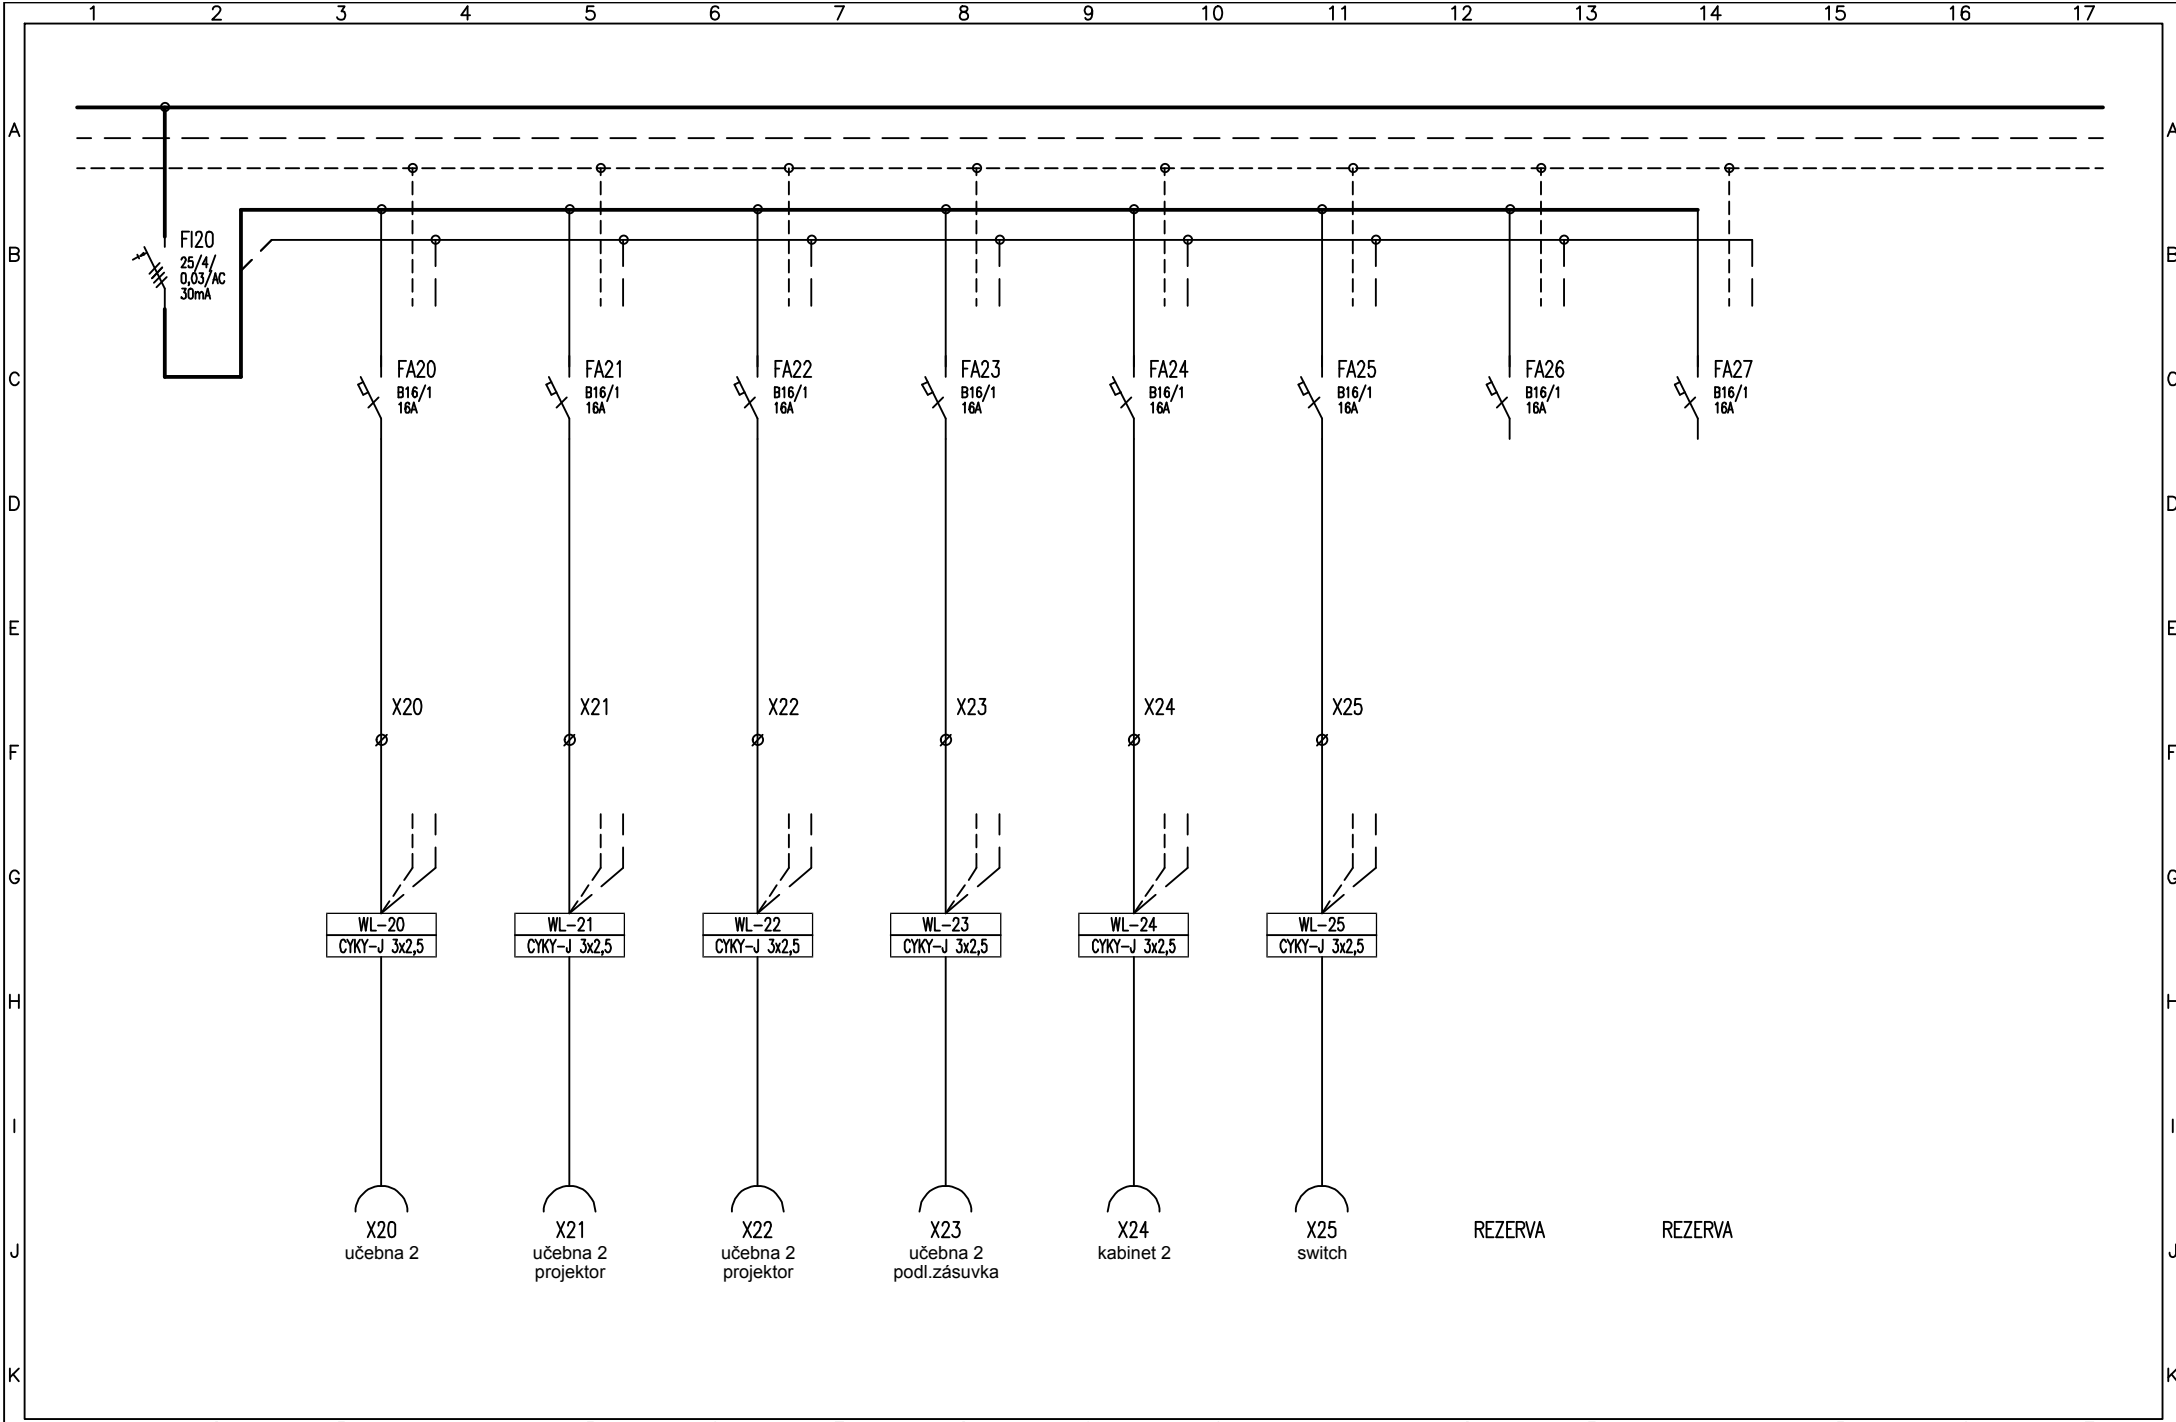 1 2 3 4 5 6 7 8 9 10 11 12 13 14 15 16 17
A A
FI20
25/4/
0,03/AC
30mA
B B
FA20 FA21 FA22 FA23 FA24 FA25 FA26 FA27
B16/1 B16/1 B16/1 B16/1 B16/1 B16/1 B16/1 B16/1
16A 16A 16A 16A 16A 16A 16A 16A
C C
D D
E E
X20 X21 X22 X23 X24 X25
F F
G G
WL-20 WL-21 WL-22 WL-23 WL-24 WL-25
CYKY-J 3x2,5 CYKY-J 3x2,5 CYKY-J 3x2,5 CYKY-J 3x2,5 CYKY-J 3x2,5 CYKY-J 3x2,5
H H
I I
X20 X21 X22 X23 X24 X25 REZERVA REZERVA
J učebna 2 učebna 2 učebna 2 učebna 2 kabinet 2 switch J
projektor projektor podl.zásuvka
K K